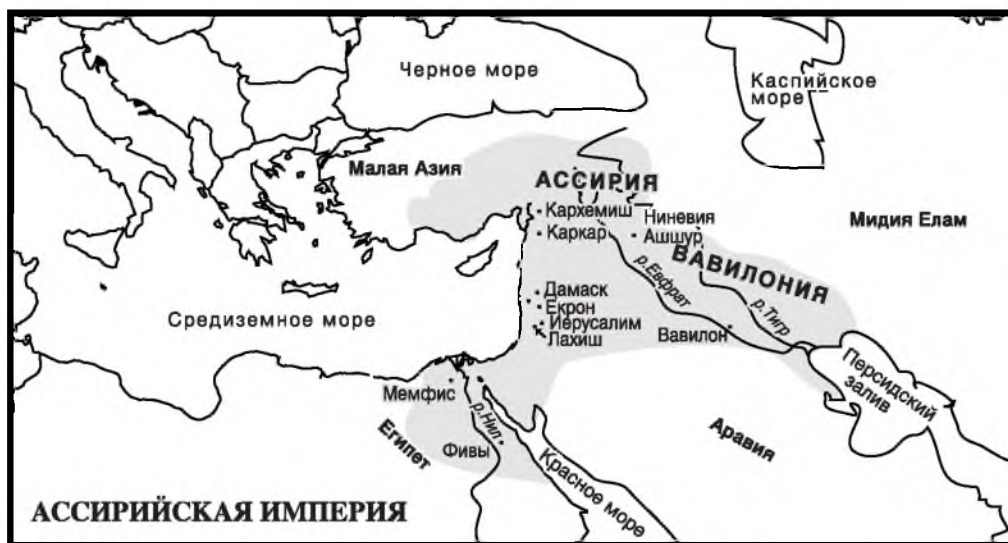 Черное море
Каспийское
море
Малая Азия
АССИРИЯ
Кархемиш
Ниневия
Мидия Елам
Каркар
Ашшур
ВАВИЛОНИЯ
р.Евфрат
Дамаск
р.Тигр
Екрон
Средиземное море
Иерусалим
Вавилон
Лахиш
Персидский
залив
Мемфис
р.Нил
Аравия
Египет
Фивы
Красное море
АССИРИЙСКАЯ ИМПЕРИЯ